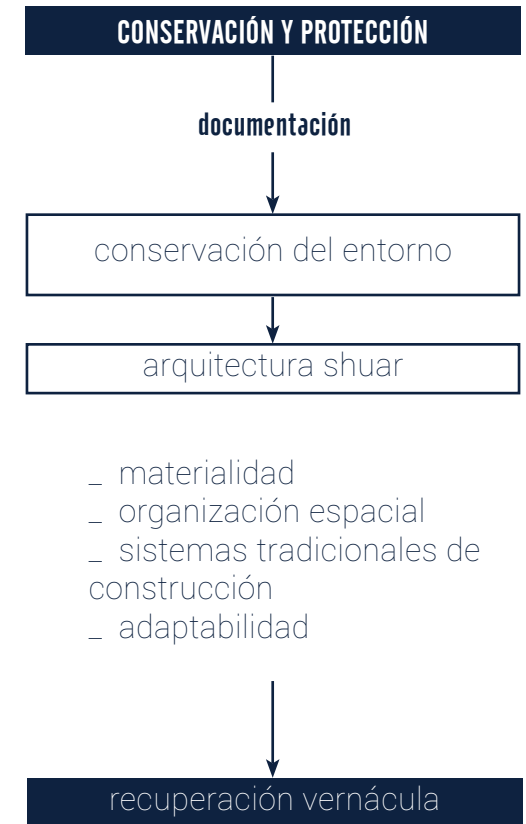 CONSERVACIÓN Y PROTECCIÓN
documentación
conservación del entorno
arquitectura shuar
_ materialidad
_ organización espacial
_ sistemas tradicionales de
construcción
_ adaptabilidad
recuperación vernácula